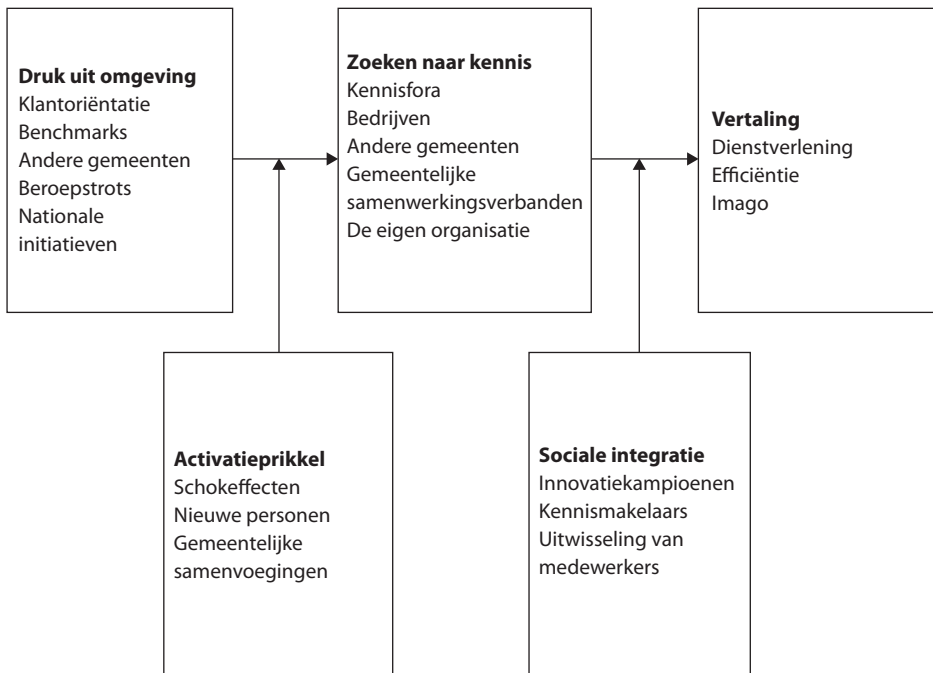 Druk uit omgeving
Klantoriëntatie
Benchmarks
Andere gemeenten
Beroepstrots
Nationale
initiatieven
Zoeken naar kennis
Kennisfora
Bedrijven
Andere gemeenten
Gemeentelijke
samenwerkingsverbanden
De eigen organisatie
Vertaling
Dienstverlening
Efficiëntie
Imago
Activatieprikkel
Schokeffecten
Nieuwe personen
Gemeentelijke
samenvoegingen
Sociale integratie
Innovatiekampioenen
Kennismakelaars
Uitwisseling van
medewerkers